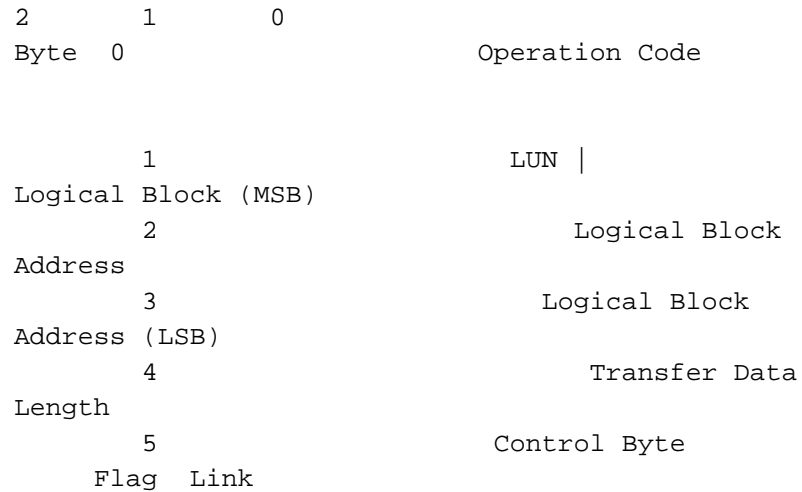 2 1 0
Byte 0 Operation Code
1 LUN |
Logical Block (MSB)
2 Logical Block
Address
3 Logical Block
Address (LSB)
4 Transfer Data
Length
5 Control Byte
Flag Link